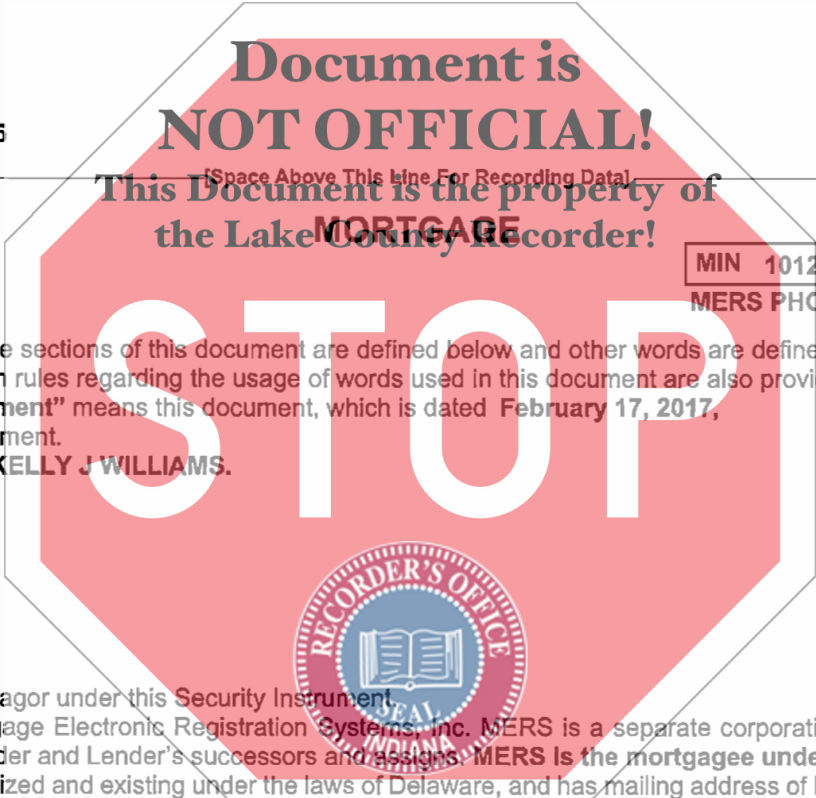 Document is
NOT OFFICIAL!
[Space Above This Line For Recording Data]
This Document is the property of
MORTGAGE
the Lake County Recorder!
MIN 1012
MERS PHO
STOP
e sections of this document are defined below and other words are define
rules regarding the usage of words used in this document are also provi
ment” means this document, which is dated February 17, 2017,
ment.
KELLY J WILLIAMS.
RECORDER'S OFFICE
SEAL
INDIANA
agor under this Security Instrument.
age Electronic Registration Systems, Inc. MERS is a separate corporati
der and Lender's successors and assigns. MERS is the mortgagee unde
ized and existing under the laws of Delaware, and has mailing address of